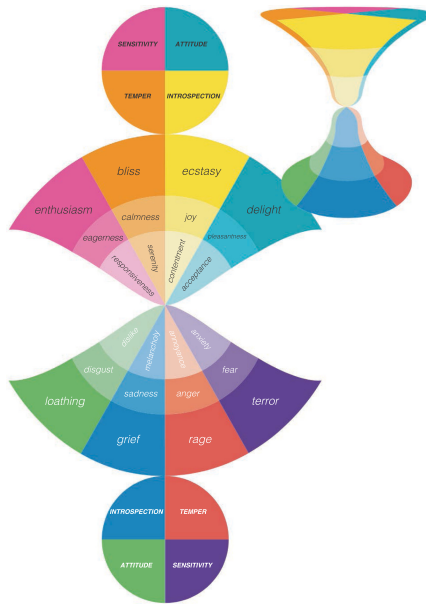 SENSITIVITY
ATTITUDE
TEMPER
INTROSPECTION
bliss
ecstasy
enthusiasm
delight
calmness
joy
eagerness
pleasantness
serenity
contentment
responsiveness
acceptance
dislike
melancholy
annoyance
anxiety
disgust
fear
sadness
anger
loathing
terror
grief
rage
INTROSPECTION
TEMPER
ATTITUDE
SENSITIVITY